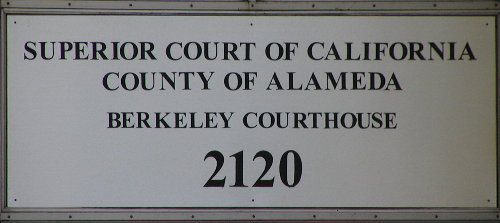 SUPERIOR COURT OF CALIFORNIA
COUNTY OF ALAMEDA
BERKELEY COURTHOUSE
2120